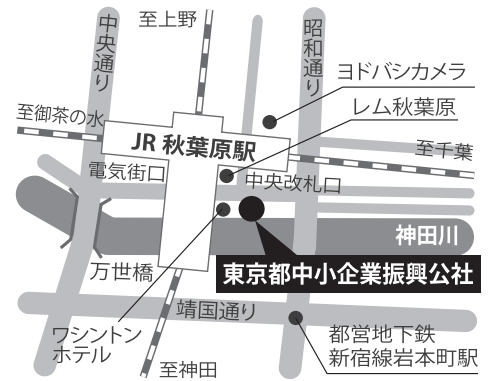 至上野
中央通り
昭和通り
ヨドバシカメラ
レム秋葉原
至御茶の水
JR 秋葉原駅
至千葉
電気街口
中央改札口
神田川
万世橋
東京都中小企業振興公社
靖国通り
ワシントン
ホテル
都営地下鉄
新宿線岩本町駅
至神田